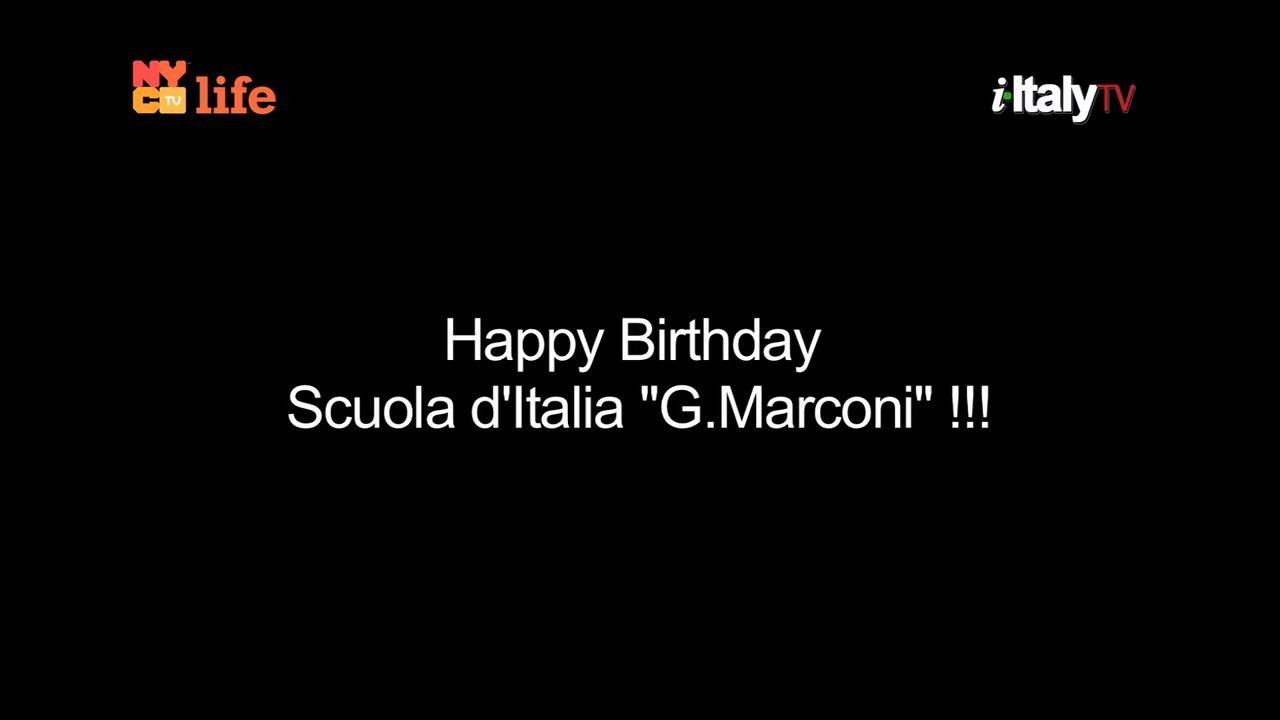 NYC TV life
i-Italy TV
Happy Birthday
Scuola d'Italia "G.Marconi" !!!